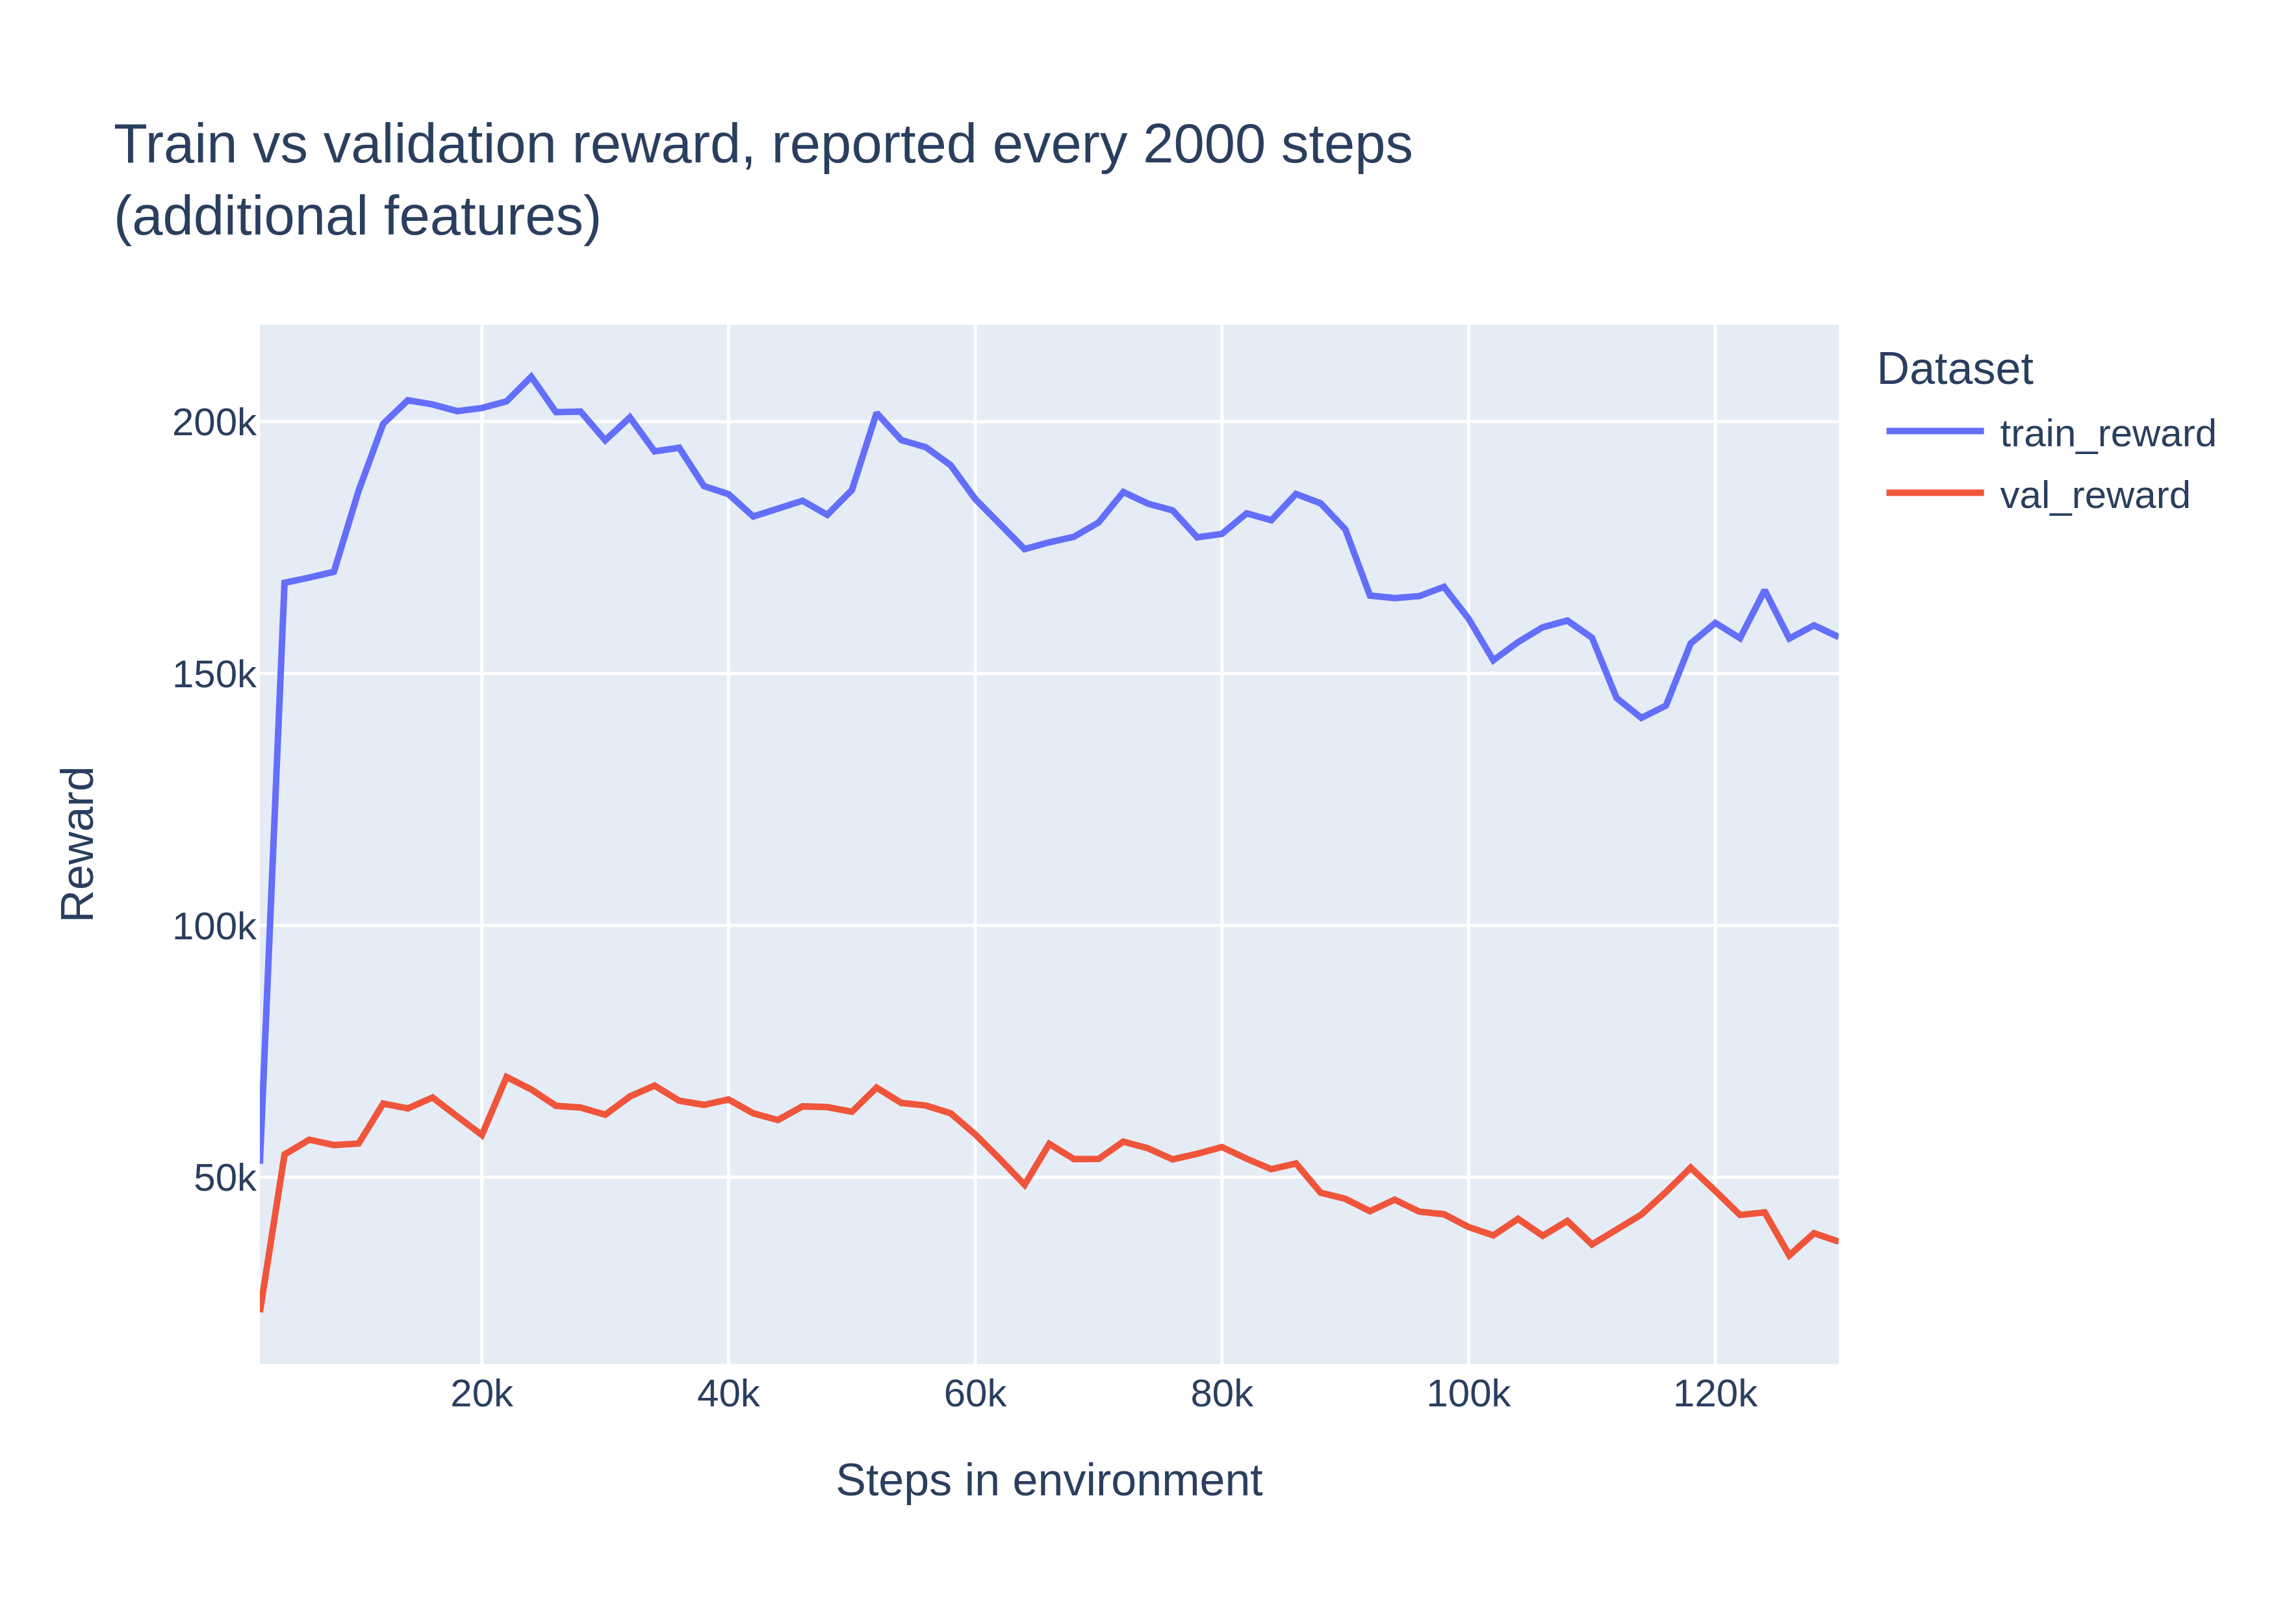 Train vs validation reward, reported every 2000 steps
(additional features)
Dataset
train_reward
val_reward
200k
150k
100k
50k
Reward
20k
40k
60k
80k
100k
120k
Steps in environment